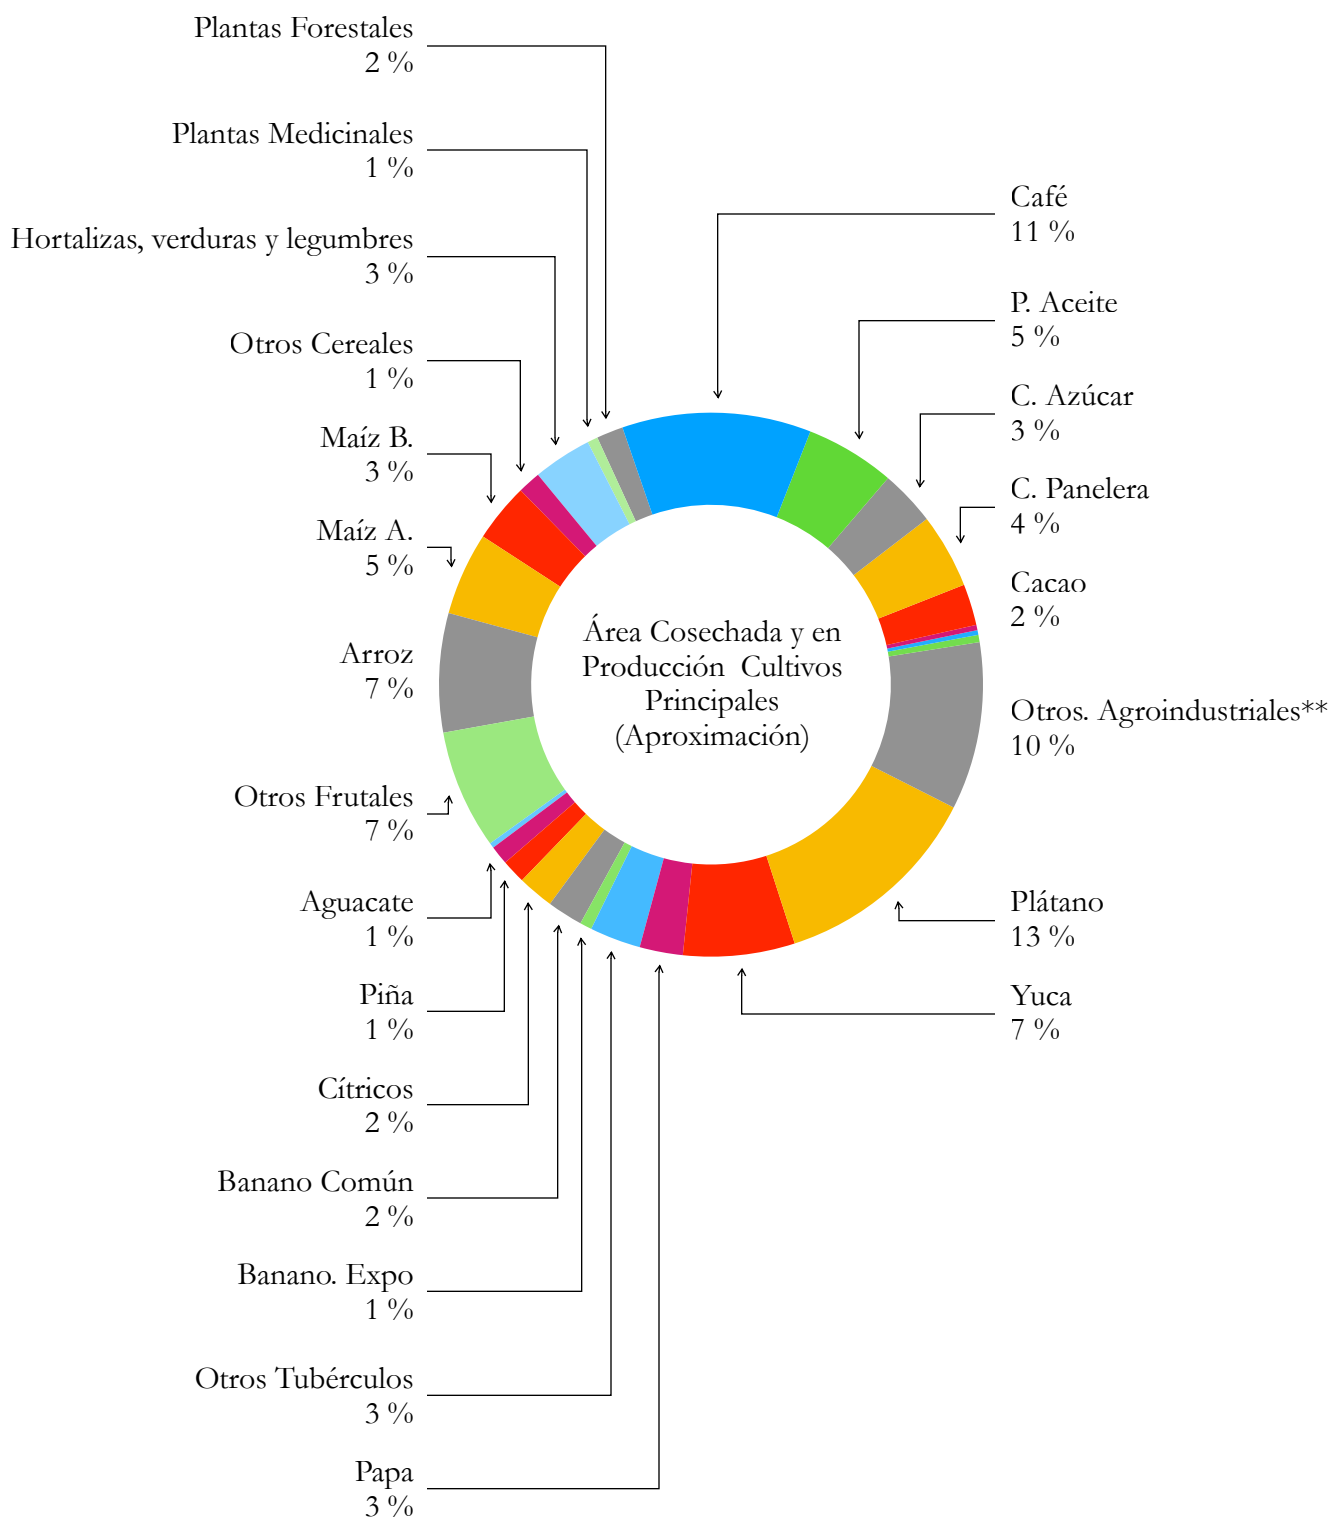 Plantas Forestales
2 %
Plantas Medicinales
1 %
Hortalizas, verduras y legumbres
3 %
Otros Cereales
1 %
Maíz B.
3 %
Maíz A.
5 %
Arroz
7 %
Otros Frutales
7 %
Aguacate
1 %
Piña
1 %
Cítricos
2 %
Banano Común
2 %
Banano. Expo
1 %
Otros Tubérculos
3 %
Papa
3 %
Área Cosechada y en
Producción Cultivos
Principales
(Aproximación)
Café
11 %
P. Aceite
5 %
C. Azúcar
3 %
C. Panelera
4 %
Cacao
2 %
Otros. Agroindustriales**
10 %
Plátano
13 %
Yuca
7 %